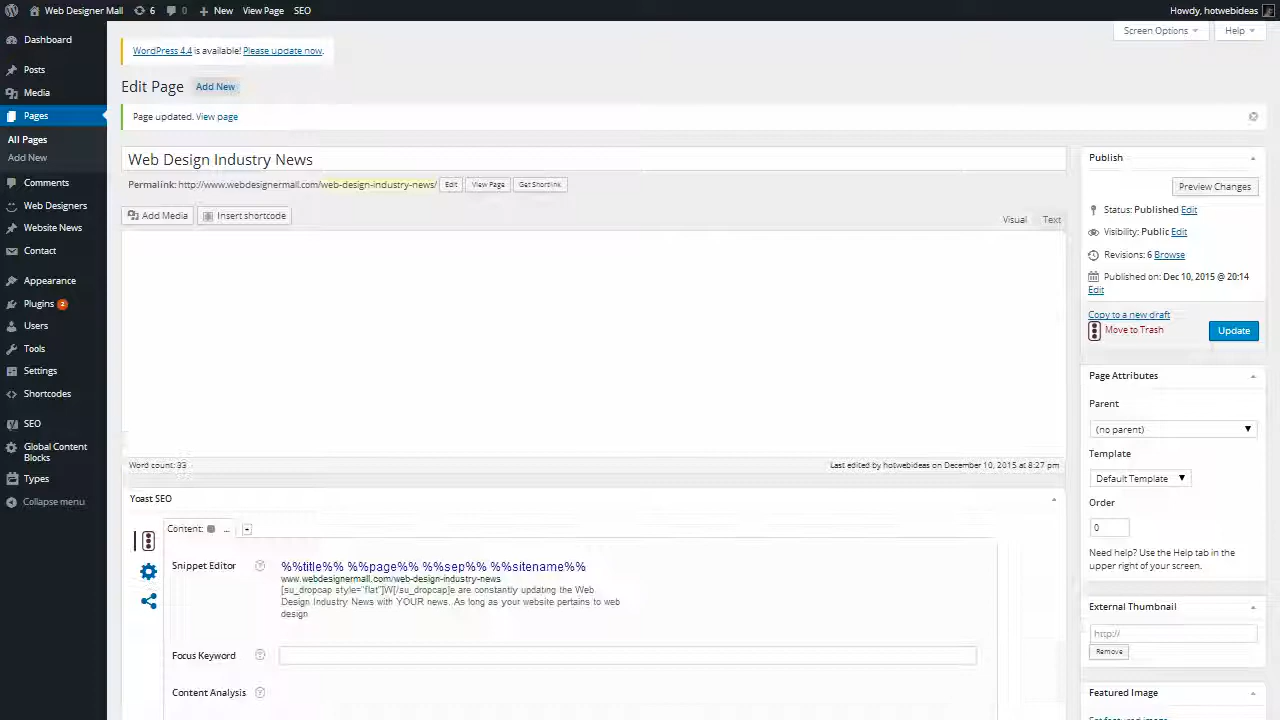 Web Designer Mall 6 0 New View Page SEO Howdy, hotwebideas
Screen Options Help
Dashboard
Posts
Media
Pages
All Pages
Add New
Comments
Web Designers
Website News
Contact
Appearance
Plugins 2
Users
Tools
Settings
Shortcodes
SEO
Global Content
Blocks
Types
Collapse menu
WordPress 4.4 is available! Please update now.
Edit Page Add New
Page updated. View page
Web Design Industry News
Permalink: http://www.webdesignermall.com/web-design-industry-news/ Edit View Page Get Shortlink
Add Media Insert shortcode Visual Text
Word count: 33 Last edited by hotwebideas on December 10, 2015 at 8:27 pm
Yoast SEO
Content: ...
Snippet Editor ? %%title%% %%page%% %%sep%% %%sitename%%
www.webdesignermall.com/web-design-industry-news
[su_dropcap style="flat"]W[/su_dropcap]e are constantly updating the Web
Design Industry News with YOUR news. As long as your website pertains to web
design
Focus Keyword ?
Content Analysis ?
Publish
Preview Changes
Status: Published Edit
Visibility: Public Edit
Revisions: 6 Browse
Published on: Dec 10, 2015 @ 20:14
Edit
Copy to a new draft
Move to Trash Update
Page Attributes
Parent
(no parent)
Template
Default Template
Order
0
Need help? Use the Help tab in the
upper right of your screen.
External Thumbnail
http://
Remove
Featured Image
Set featured image